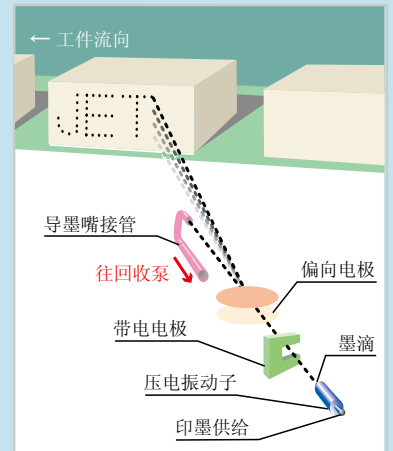 ← 工件流向
JET
导墨嘴接管
往回收泵
偏向电极
带电电极
墨滴
压电振动子
印墨供给